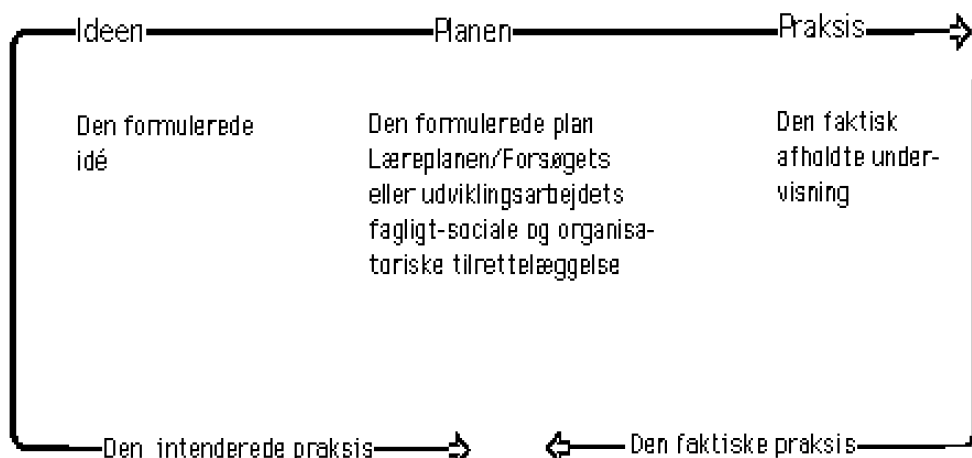 Ideen Planen Praksis
Den formulerede
idé
Den formulerede plan
Læreplanen/Forsøgets
eller udviklingsarbejdets
fagligt-sociale og organisa-
toriske tilrettelæggelse
Den faktisk
afholdte under-
visning
Den intenderede praksis Den faktiske praksis